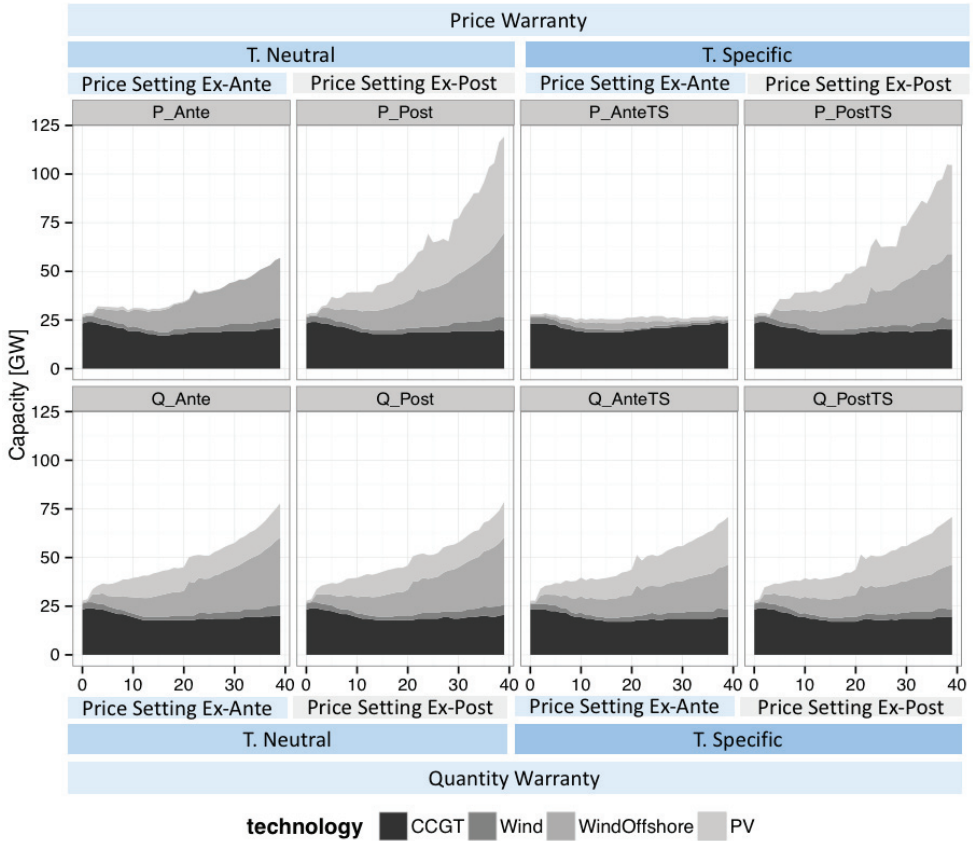 Price Warranty
T. Neutral T. Specific
Price Setting Ex-Ante Price Setting Ex-Post Price Setting Ex-Ante Price Setting Ex-Post
P_Ante P_Post P_AnteTS P_PostTS
125
100
75
50
25
0
Capacity [GW]
Q_Ante Q_Post Q_AnteTS Q_PostTS
125
100
75
50
25
0
0 10 20 30 40 0 10 20 30 40 0 10 20 30 40 0 10 20 30 40
Price Setting Ex-Ante Price Setting Ex-Post Price Setting Ex-Ante Price Setting Ex-Post
T. Neutral T. Specific
Quantity Warranty
technology CCGT Wind WindOffshore PV